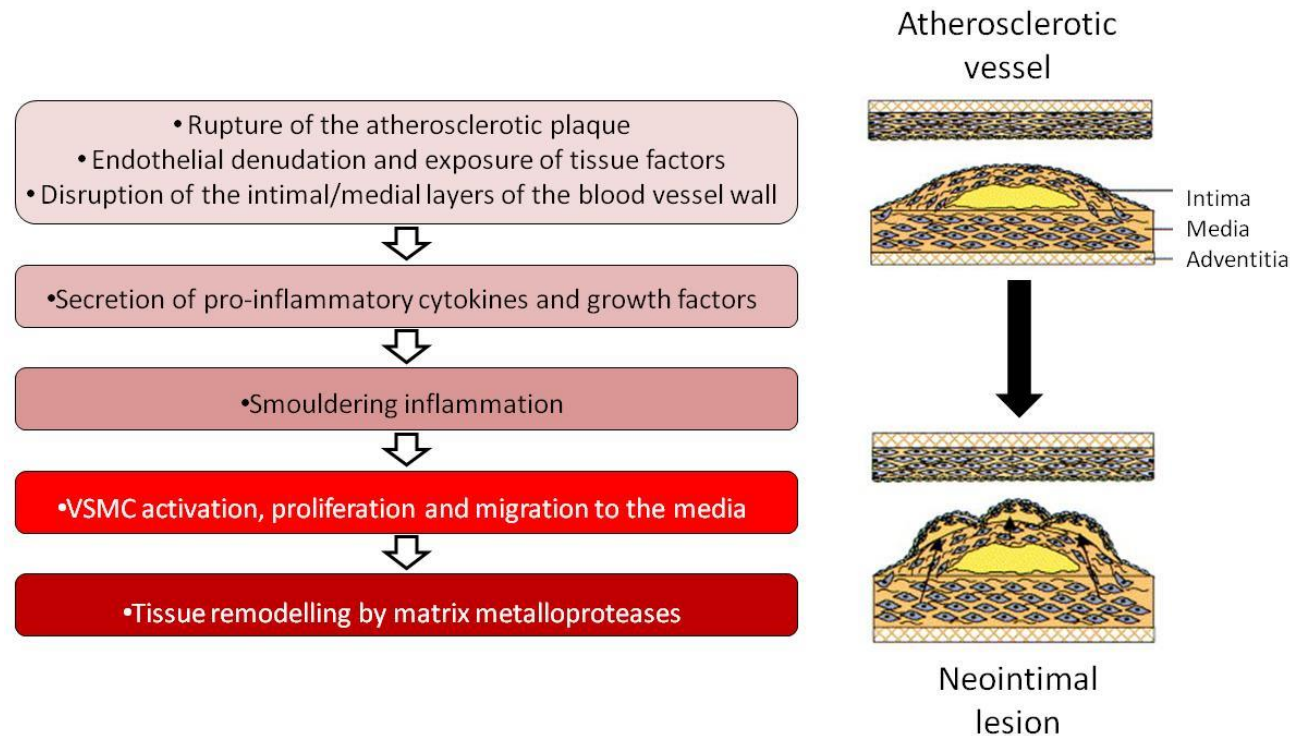 Atherosclerotic
vessel
• Rupture of the atherosclerotic plaque
• Endothelial denudation and exposure of tissue factors
• Disruption of the intimal/medial layers of the blood vessel wall
Intima
Media
Adventitia
•Secretion of pro-inflammatory cytokines and growth factors
•Smouldering inflammation
•VSMC activation, proliferation and migration to the media
•Tissue remodelling by matrix metalloproteases
Neointimal
lesion